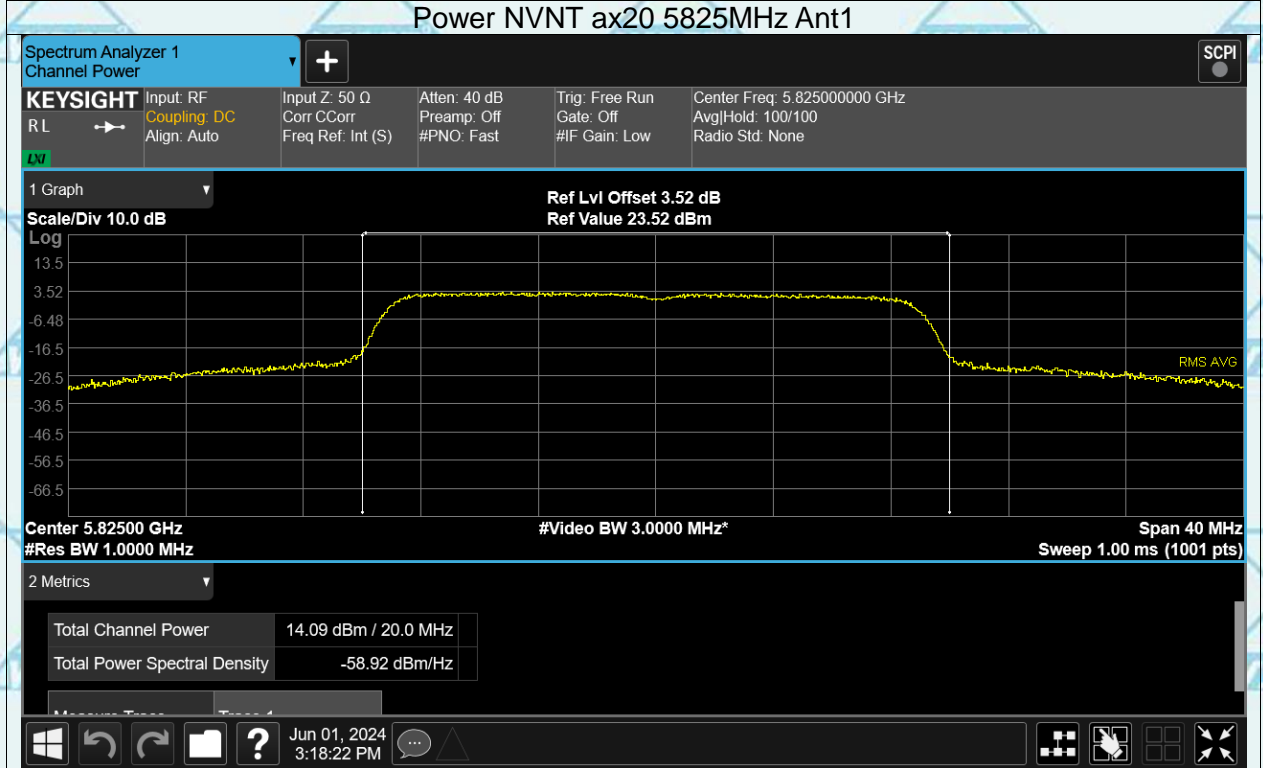 Power NVNT ax20 5825MHz Ant1
Spectrum Analyzer 1
Channel Power
SCPI
KEYSIGHT
R L
LXI
Input: RF
Coupling: DC
Align: Auto
Input Z: 50 Ω
Corr CCorr
Freq Ref: Int (S)
Atten: 40 dB
Preamp: Off
#PNO: Fast
Trig: Free Run
Gate: Off
#IF Gain: Low
Center Freq: 5.825000000 GHz
Avg|Hold: 100/100
Radio Std: None
1 Graph
Scale/Div 10.0 dB
Ref Lvl Offset 3.52 dB
Ref Value 23.52 dBm
Log
13.5
3.52
-6.48
-16.5
-26.5
-36.5
-46.5
-56.5
-66.5
RMS AVG
Center 5.82500 GHz
#Video BW 3.0000 MHz*
Span 40 MHz
#Res BW 1.0000 MHz
Sweep 1.00 ms (1001 pts)
2 Metrics
Total Channel Power 14.09 dBm / 20.0 MHz
Total Power Spectral Density -58.92 dBm/Hz
Jun 01, 2024
3:18:22 PM